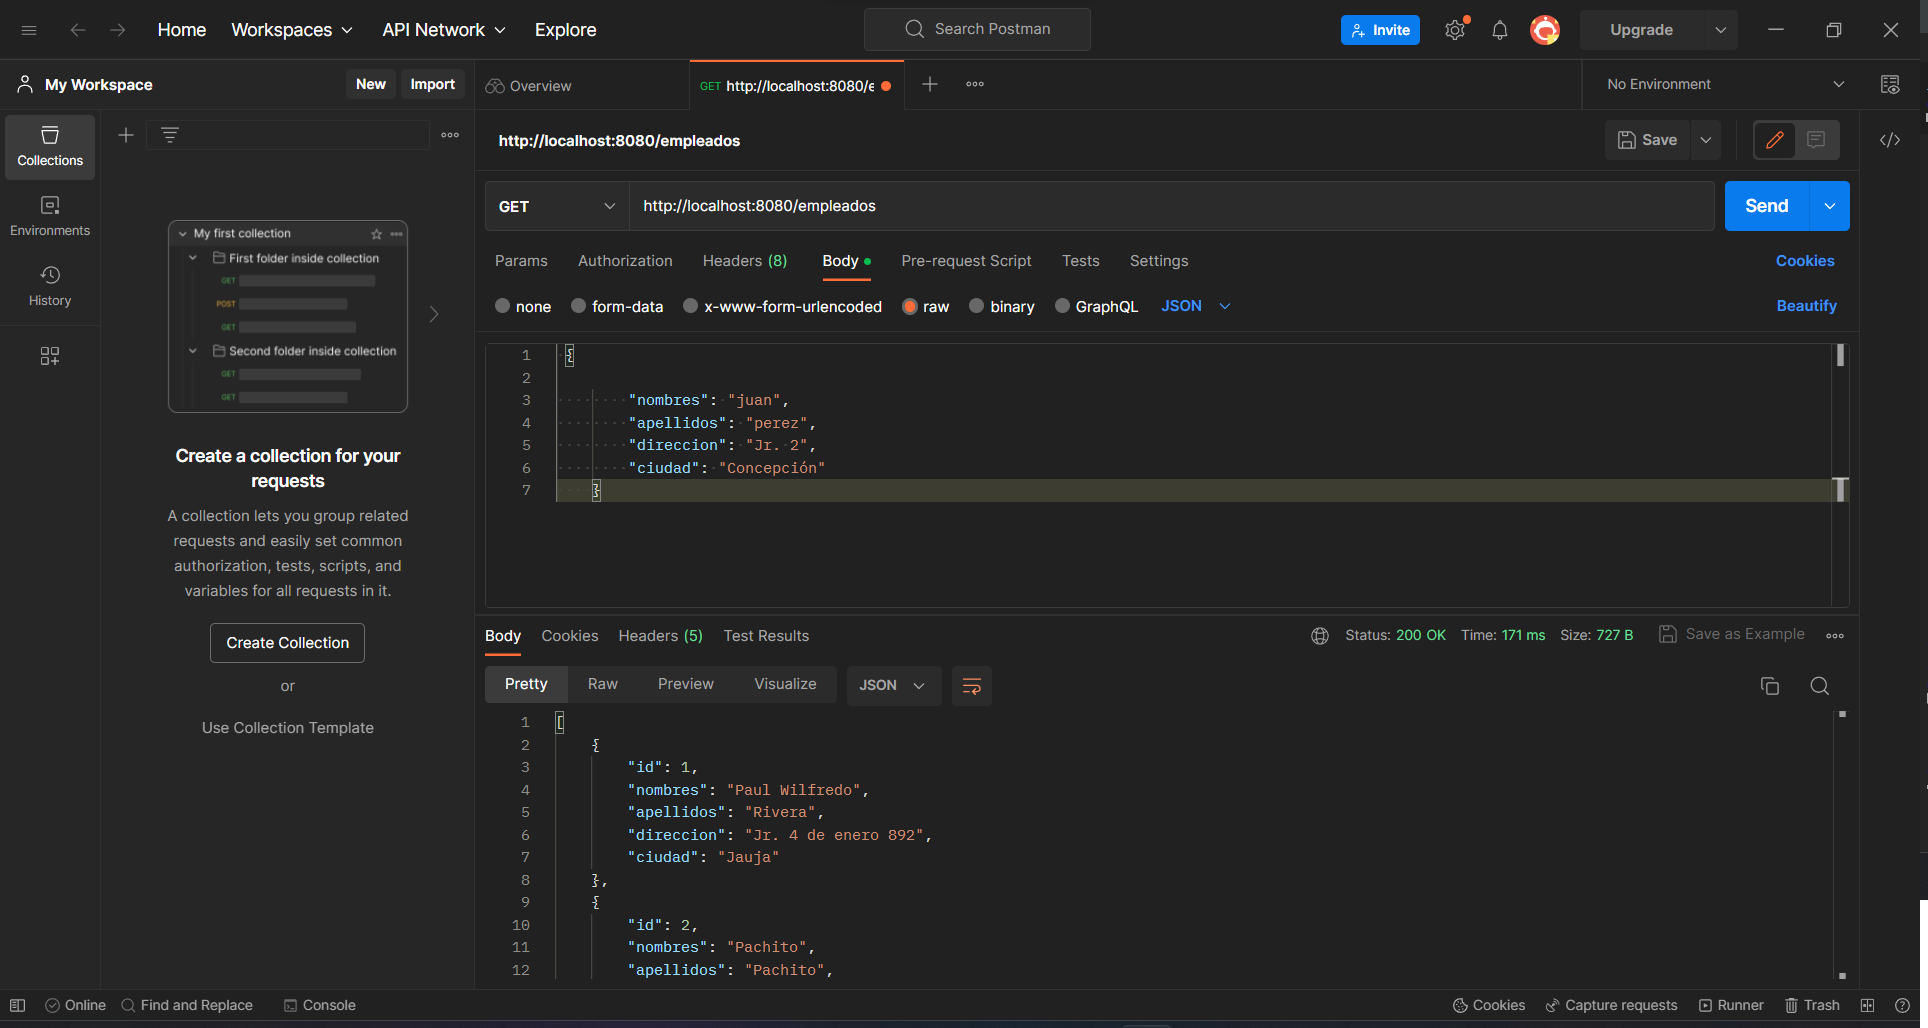 Home Workspaces API Network Explore Search Postman Invite Upgrade
My Workspace New Import Overview GET http://localhost:8080/e No Environment
Collections
Environments
History
My first collection
First folder inside collection
GET
POST
GET
Second folder inside collection
GET
GET
Create a collection for your
requests
A collection lets you group related
requests and easily set common
authorization, tests, scripts, and
variables for all requests in it.
Create Collection
or
Use Collection Template
http://localhost:8080/empleados Save
GET http://localhost:8080/empleados Send
Params Authorization Headers (8) Body Pre-request Script Tests Settings Cookies
none form-data x-www-form-urlencoded raw binary GraphQL JSON Beautify
1 {
2
3 "nombres": "juan",
4 "apellidos": "perez",
5 "direccion": "Jr. 2",
6 "ciudad": "Concepción"
7 }
Body Cookies Headers (5) Test Results Status: 200 OK Time: 171 ms Size: 727 B Save as Example
Pretty Raw Preview Visualize JSON
1 [
2 {
3 "id": 1,
4 "nombres": "Paul Wilfredo",
5 "apellidos": "Rivera",
6 "direccion": "Jr. 4 de enero 892",
7 "ciudad": "Jauja"
8 },
9 {
10 "id": 2,
11 "nombres": "Pachito",
12 "apellidos": "Pachito",
Online Find and Replace Console Cookies Capture requests Runner Trash